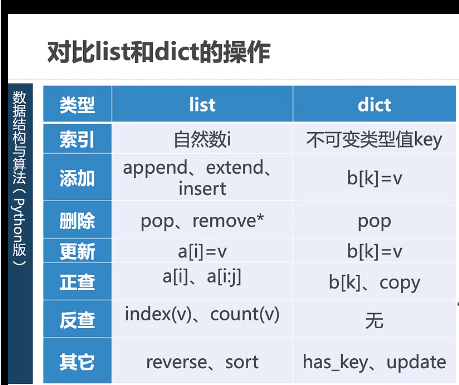 对比list和dict的操作
数据结构与算法（Python版）
类型 list dict
索引 自然数i 不可变类型值key
添加 append、extend、 b[k]=v
insert
删除 pop、remove* pop
更新 a[i]=v b[k]=v
正查 a[i]、a[i:j] b[k]、copy
反查 index(v)、count(v) 无
其它 reverse、sort has_key、update